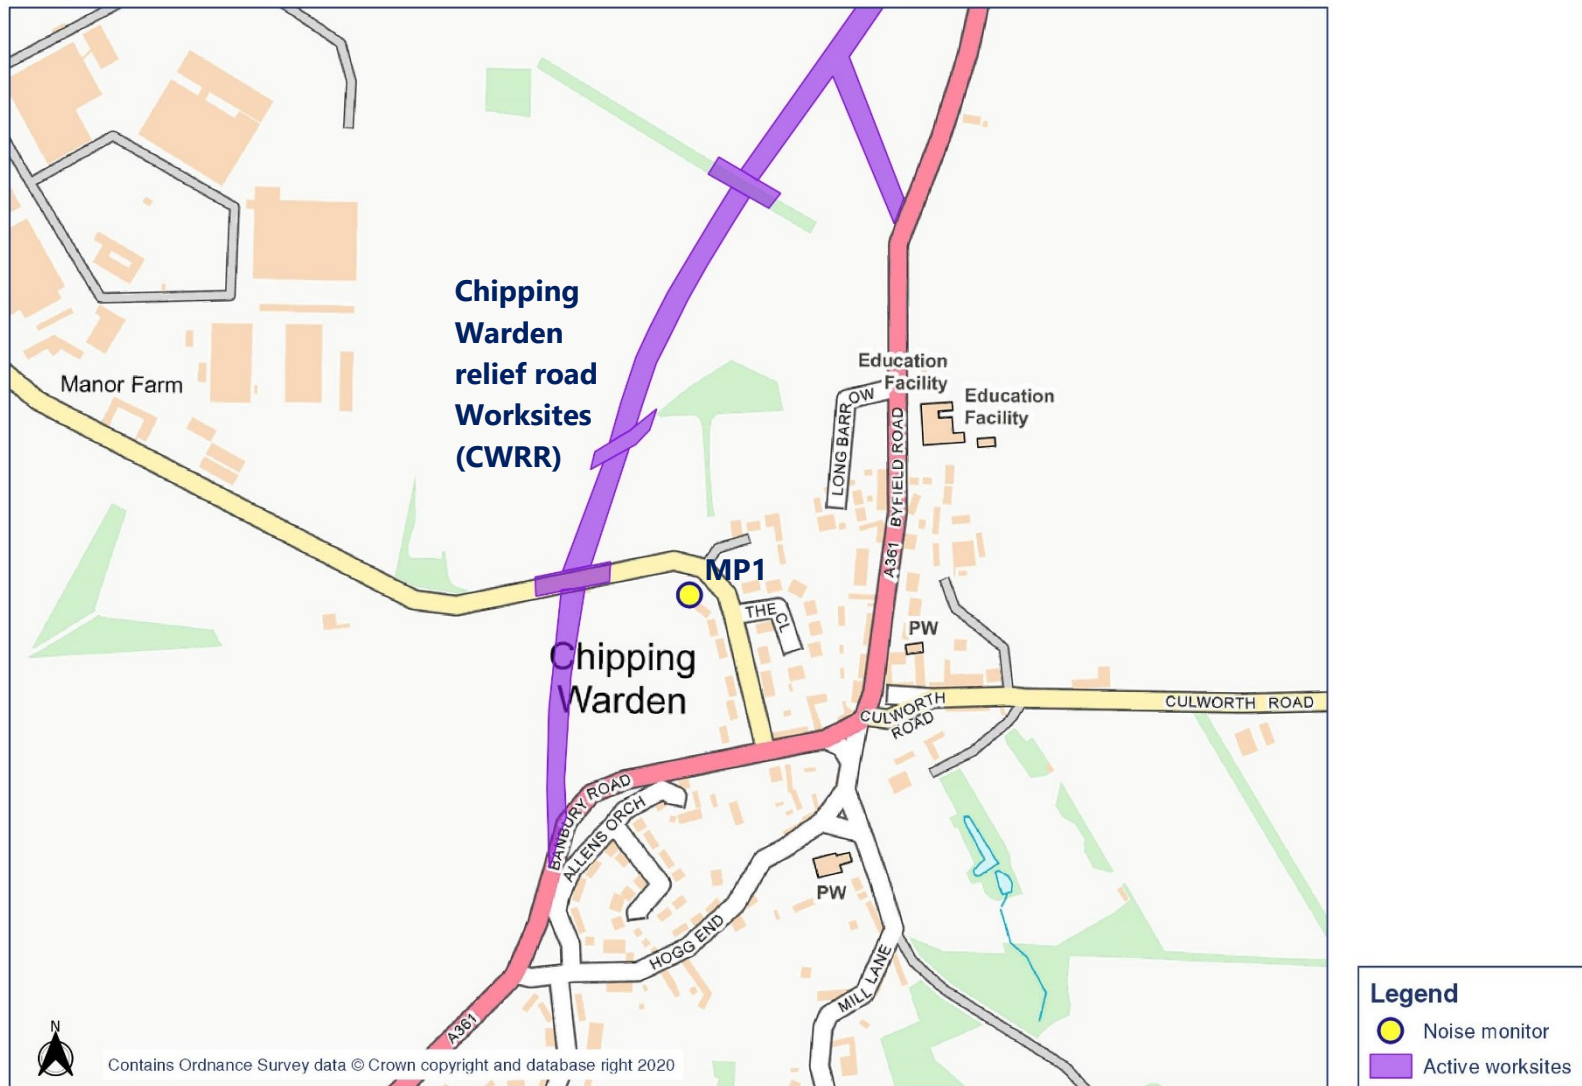 Chipping
Warden
relief road
Worksites
(CWRR)
Manor Farm
Education
Facility
Education
Facility
LONG BARROW
A361 BYFIELD ROAD
MP1
THE CL
PW
Chipping
Warden
CULWORTH
ROAD
CULWORTH ROAD
BANBURY ROAD
ALLENS ORCH
PW
HOGG END
MILL LANE
A361
N
Contains Ordnance Survey data © Crown copyright and database right 2020
Legend
Noise monitor
Active worksites